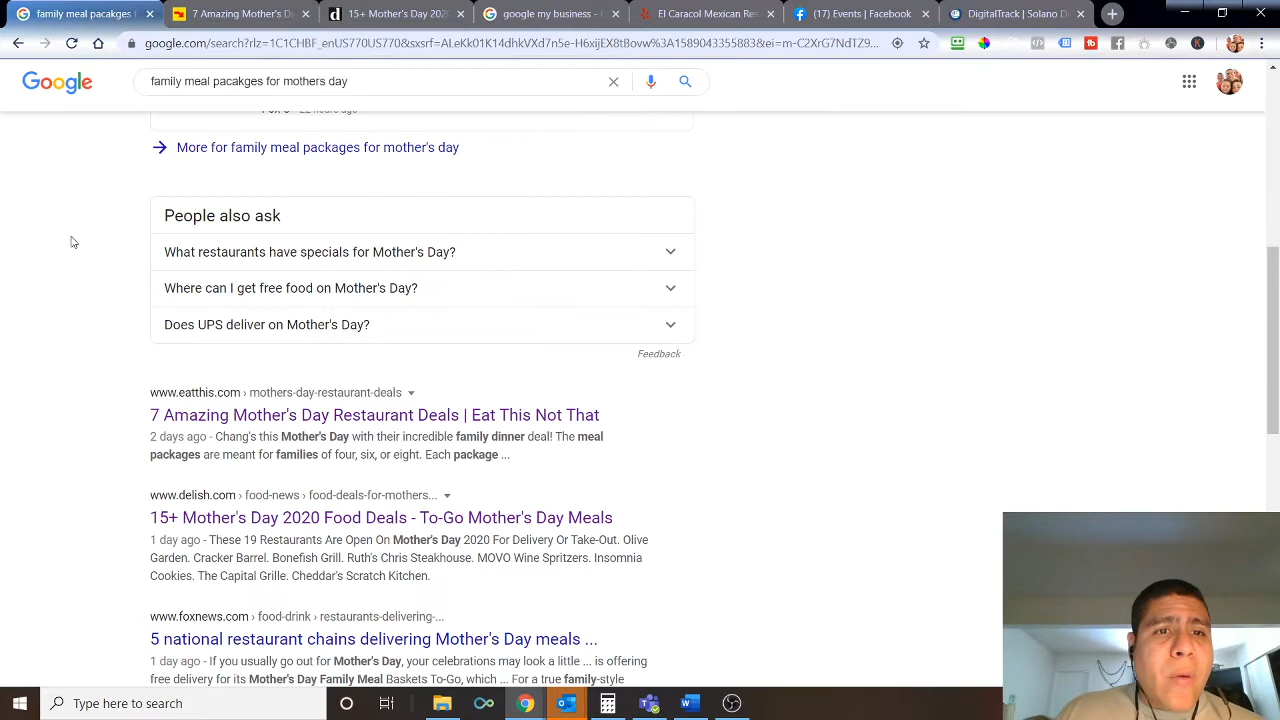 family meal pacakges fo
7 Amazing Mother's Day
15+ Mother's Day 2020
google my business -
El Caracol Mexican Res
(17) Events | Facebook
DigitalTrack | Solano D
google.com/search?rlz=1C1CHBF_enUS770US770&sxsrf=ALeKk01K14dhVXd7n5e-H6xijEX8tBovw%3A1589043355883&ei=m-C2XrG7NdTZ9...
Google
family meal pacakges for mothers day
More for family meal packages for mother's day
People also ask
What restaurants have specials for Mother's Day?
Where can I get free food on Mother's Day?
Does UPS deliver on Mother's Day?
Feedback
www.eatthis.com › mothers-day-restaurant-deals
7 Amazing Mother's Day Restaurant Deals | Eat This Not That
2 days ago - Chang's this Mother's Day with their incredible family dinner deal! The meal
packages are meant for families of four, six, or eight. Each package ...
www.delish.com › food-news › food-deals-for-mothers...
15+ Mother's Day 2020 Food Deals - To-Go Mother's Day Meals
1 day ago - These 19 Restaurants Are Open On Mother's Day 2020 For Delivery Or Take-Out. Olive
Garden. Cracker Barrel. Bonefish Grill. Ruth's Chris Steakhouse. MOVO Wine Spritzers. Insomnia
Cookies. The Capital Grille. Cheddar's Scratch Kitchen.
www.foxnews.com › food-drink › restaurants-delivering-...
5 national restaurant chains delivering Mother's Day meals ...
1 day ago - If you usually go out for Mother's Day, your celebrations may look a little ... is offering
free delivery for its Mother's Day Family Meal Baskets To-Go, which ... For a true family-style
Type here to search